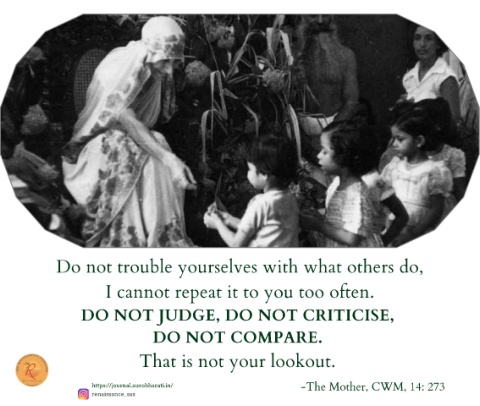 Do not trouble yourselves with what others do,
I cannot repeat it to you too often.
DO NOT JUDGE, DO NOT CRITICISE,
DO NOT COMPARE.
That is not your lookout.
-The Mother, CWM, 14: 273
https://journal.aurobharati.in/
renaissance_sas